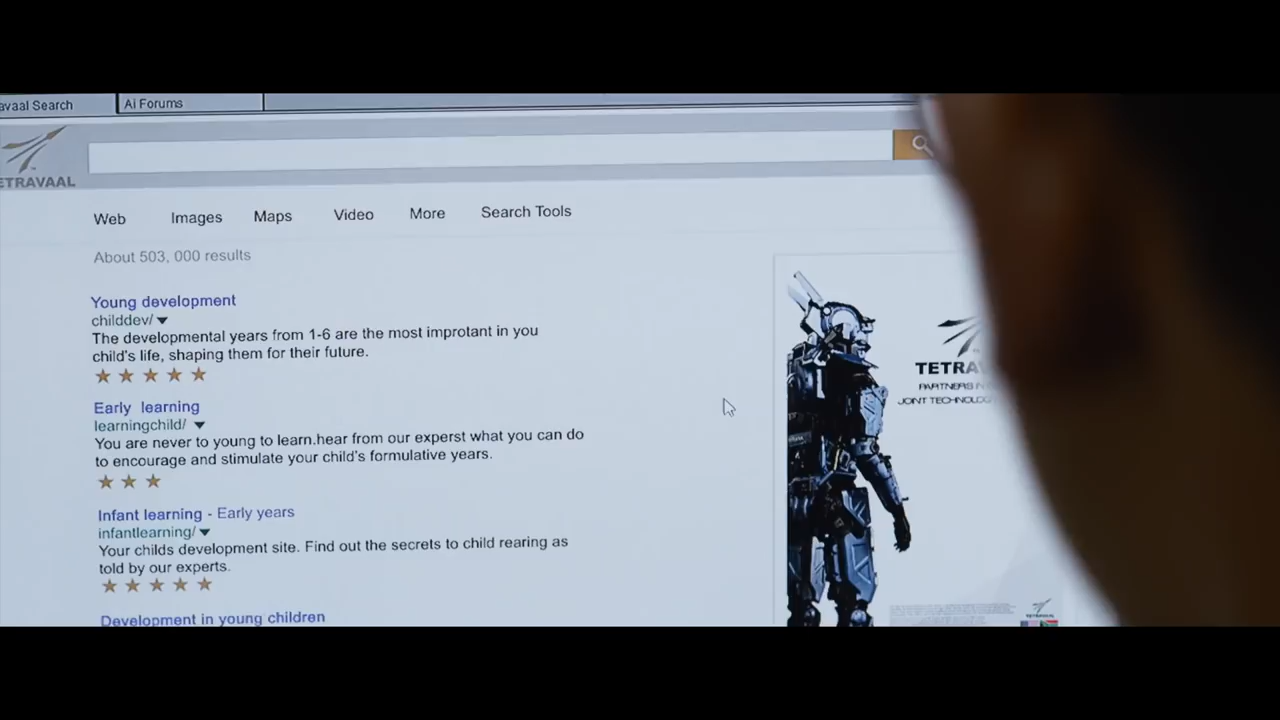 avaal Search
Ai Forums
ETRAVAAL
Web Images Maps Video More Search Tools
About 503, 000 results
Young development
childdev/
The developmental years from 1-6 are the most improtant in you
child's life, shaping them for their future.
Early learning
learningchild/
You are never to young to learn.hear from our experst what you can do
to encourage and stimulate your child's formulative years.
Infant learning - Early years
infantlearning/
Your childs development site. Find out the secrets to child rearing as
told by our experts.
Development in young children
TETRA
PARTNERS
JOINT TECHNOLO
TETRAVAAL